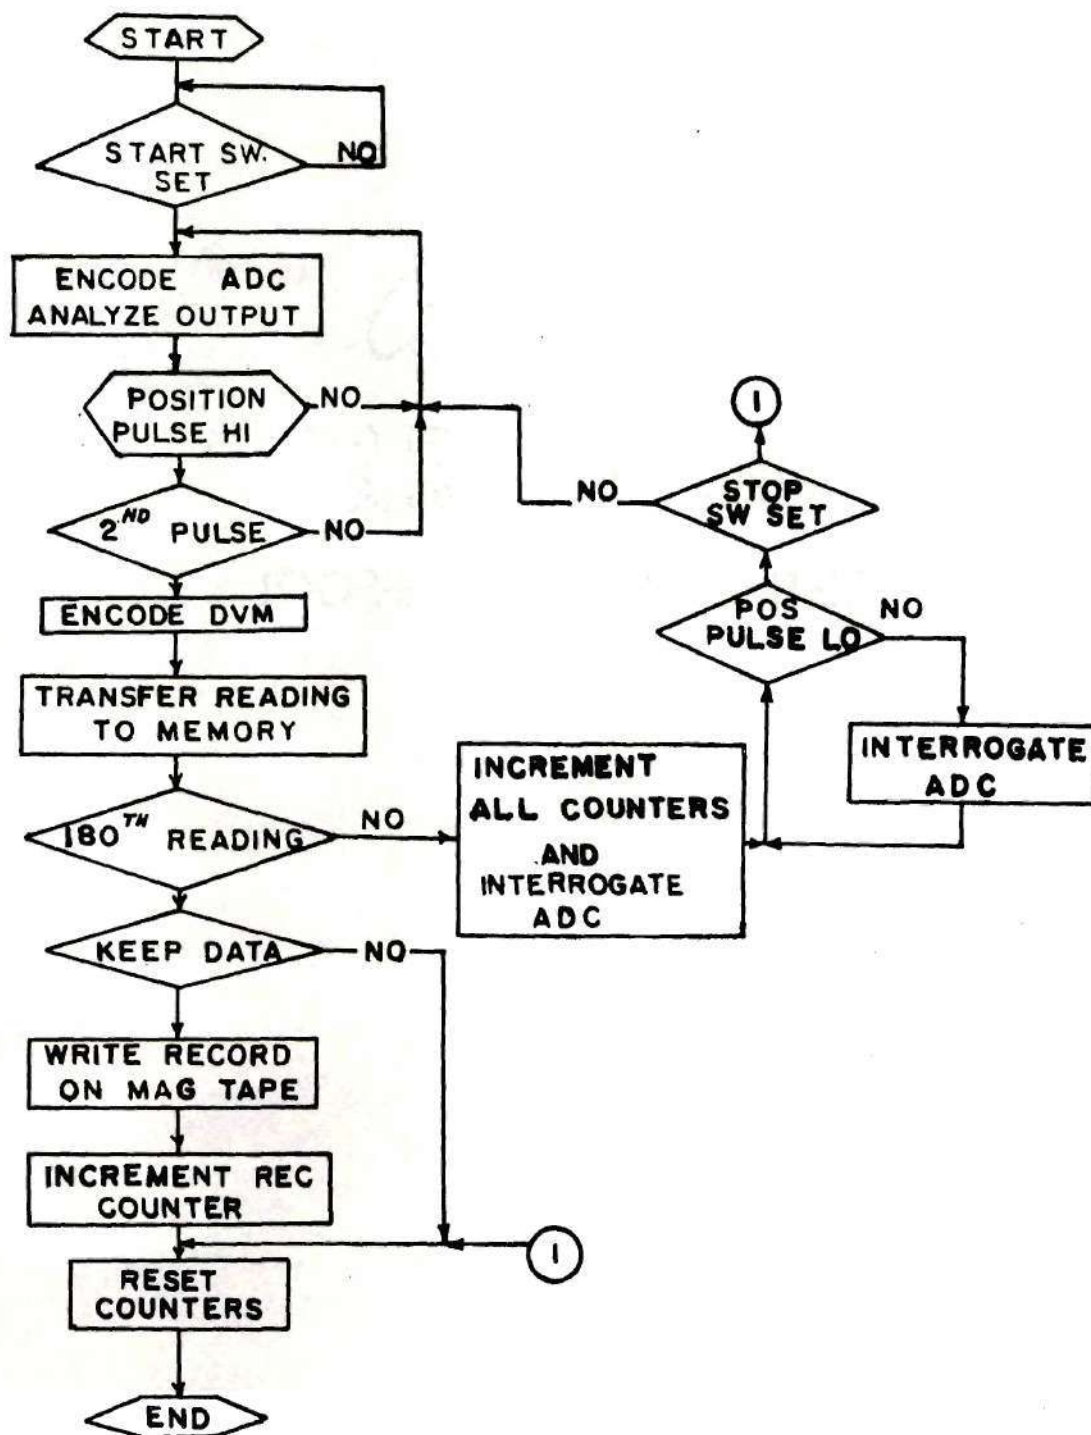 START
START SW.
SET
NO
ENCODE ADC
ANALYZE OUTPUT
POSITION
PULSE HI
NO
2ND PULSE
NO
ENCODE DVM
TRANSFER READING
TO MEMORY
180TH READING
NO
KEEP DATA
NO
WRITE RECORD
ON MAG TAPE
INCREMENT REC
COUNTER
RESET
COUNTERS
END
INCREMENT
ALL COUNTERS
AND
INTERROGATE
ADC
1
STOP
SW SET
NO
POS
PULSE LO
NO
INTERROGATE
ADC
1